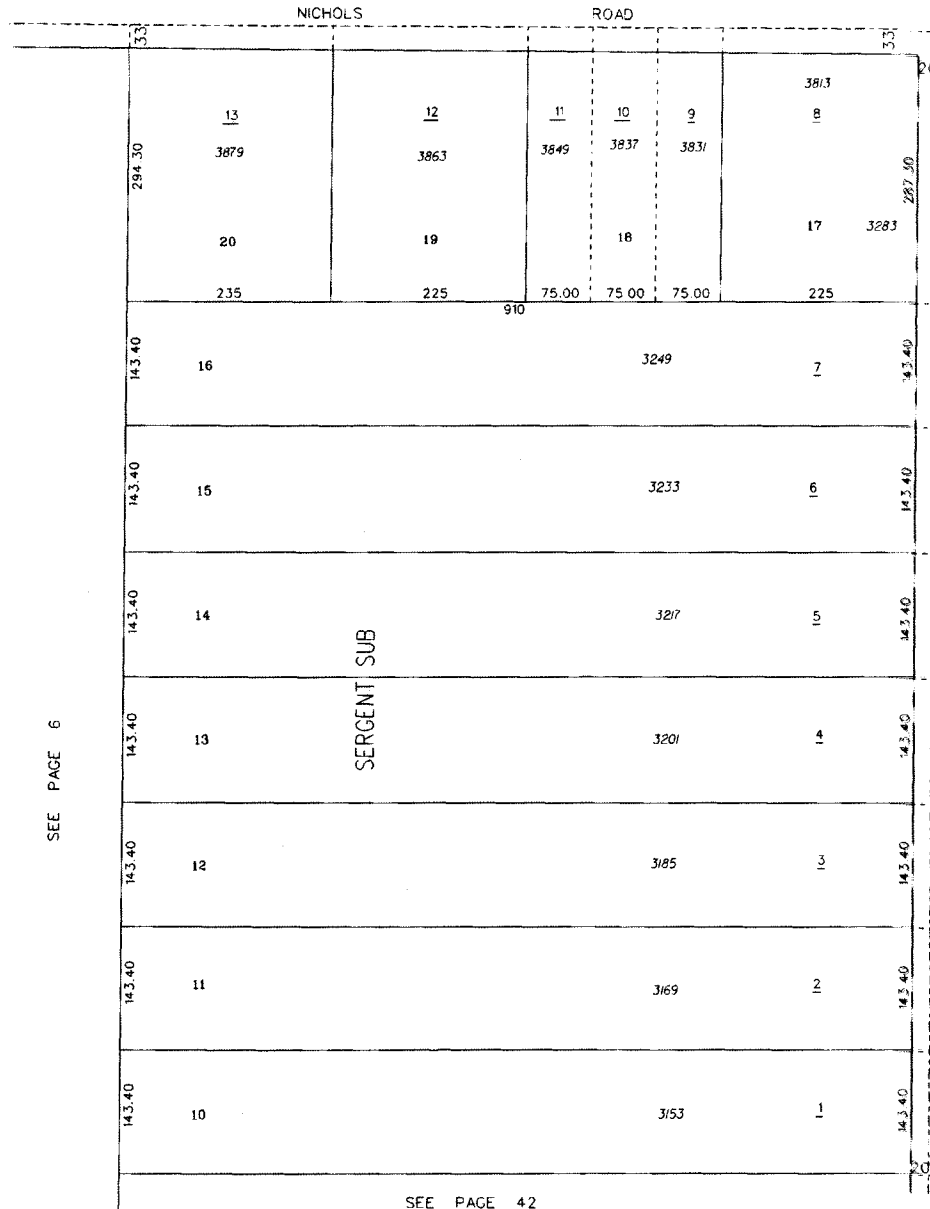 NICHOLS ROAD
33 33
20
3813
13 12 11 10 9 8
3879 3863 3849 3837 3831
294.30 287.30
20 19 18 17 3283
235 225 75.00 75.00 75.00 225
910
143.40 16 3249 7 143.40
143.40 15 3233 6 143.40
143.40 14 3217 5 143.40
SERGENT SUB
143.40 13 3201 4 143.40
SEE PAGE 6
143.40 12 3185 3 143.40
143.40 11 3169 2 143.40
143.40 10 3153 1 143.40
20
SEE PAGE 42